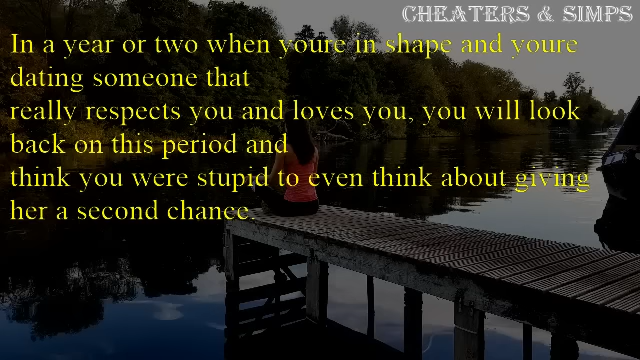 CHEATERS & SIMPS
In a year or two when youre in shape and youre
dating someone that
really respects you and loves you, you will look
back on this period and
think you were stupid to even think about giving
her a second chance.